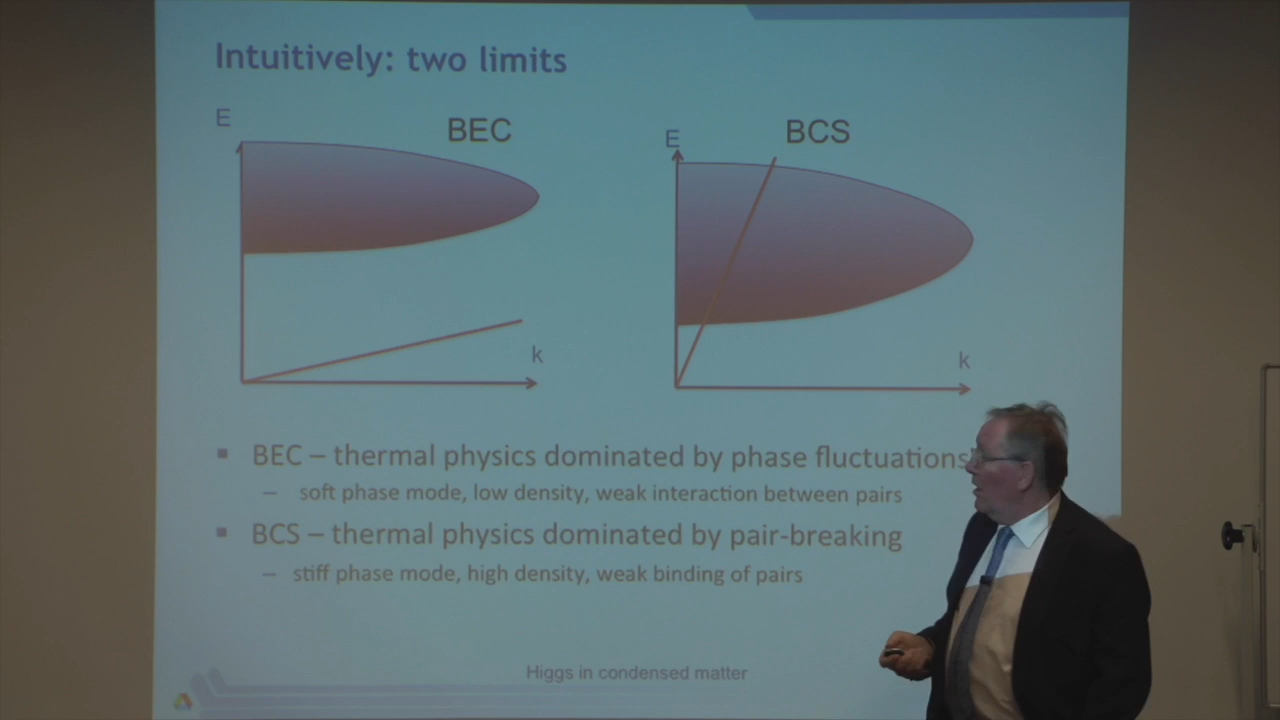 Intuitively: two limits
E
BEC
k
E
BCS
k
▪ BEC – thermal physics dominated by phase fluctuations
– soft phase mode, low density, weak interaction between pairs
▪ BCS – thermal physics dominated by pair-breaking
– stiff phase mode, high density, weak binding of pairs
Higgs in condensed matter